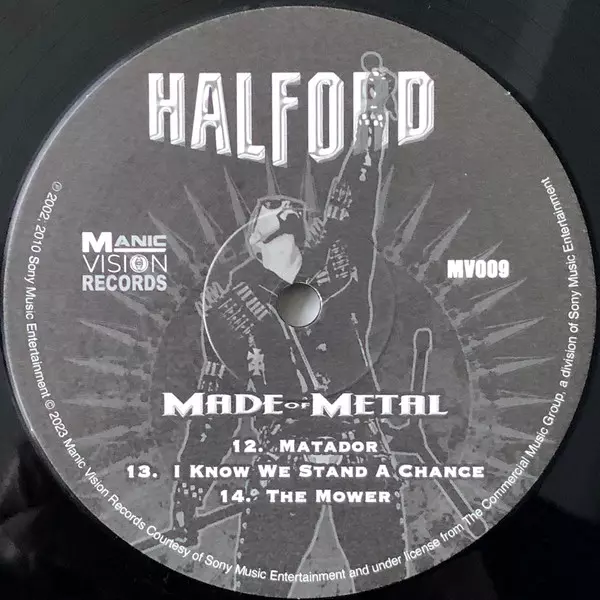 HALFORD
MANIC
VISION
RECORDS
MV009
MADE OF METAL
12. MATADOR
13. I KNOW WE STAND A CHANCE
14. THE MOWER
℗ 2002, 2010 Sony Music Entertainment © 2023 Manic Vision Records Courtesy of Sony Music Entertainment and under license from The Commercial Music Group, a division of Sony Music Entertainment